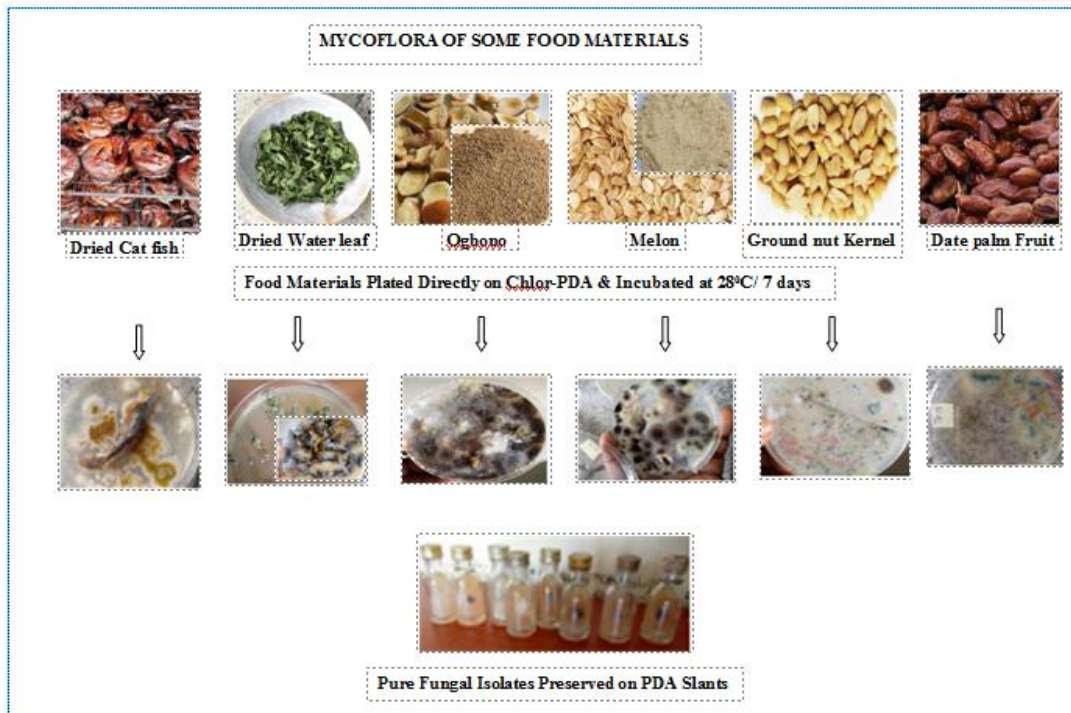 MYCOFLORA OF SOME FOOD MATERIALS
Dried Cat fish
Dried Water leaf
Ogbono
Melon
Ground nut Kernel
Date palm Fruit
Food Materials Plated Directly on Chlor-PDA & Incubated at 28⁰C/ 7 days
Pure Fungal Isolates Preserved on PDA Slants